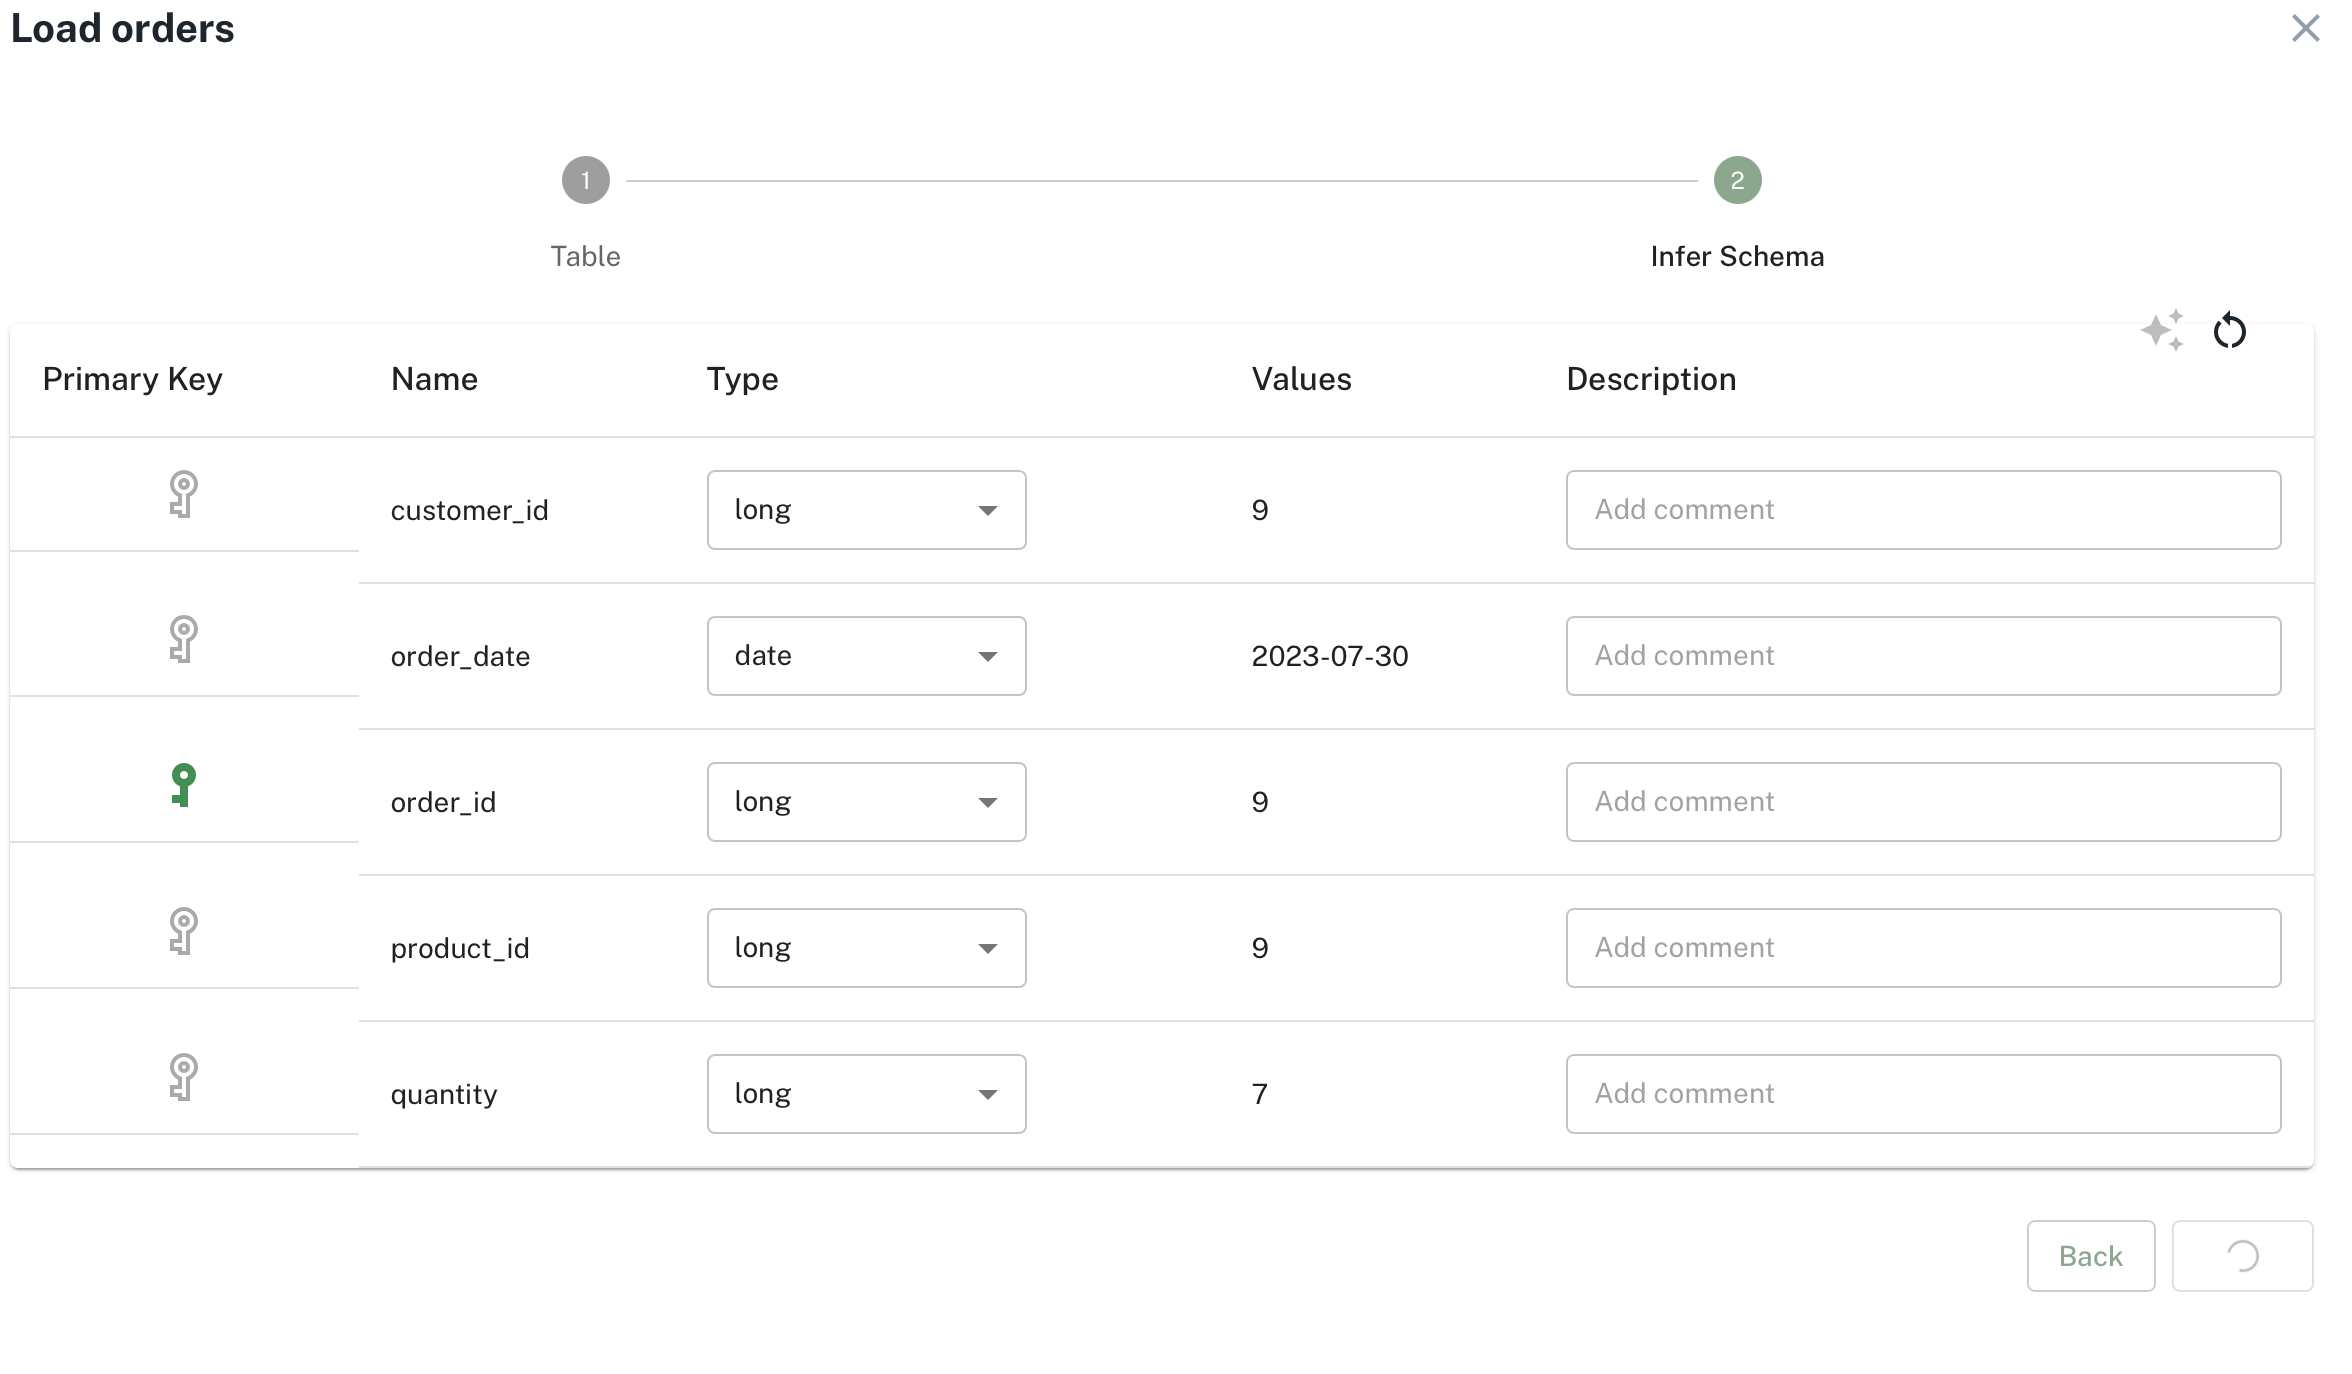 Load orders
1
2
Table
Infer Schema
Primary Key Name Type Values Description
customer_id long 9 Add comment
order_date date 2023-07-30 Add comment
order_id long 9 Add comment
product_id long 9 Add comment
quantity long 7 Add comment
Back